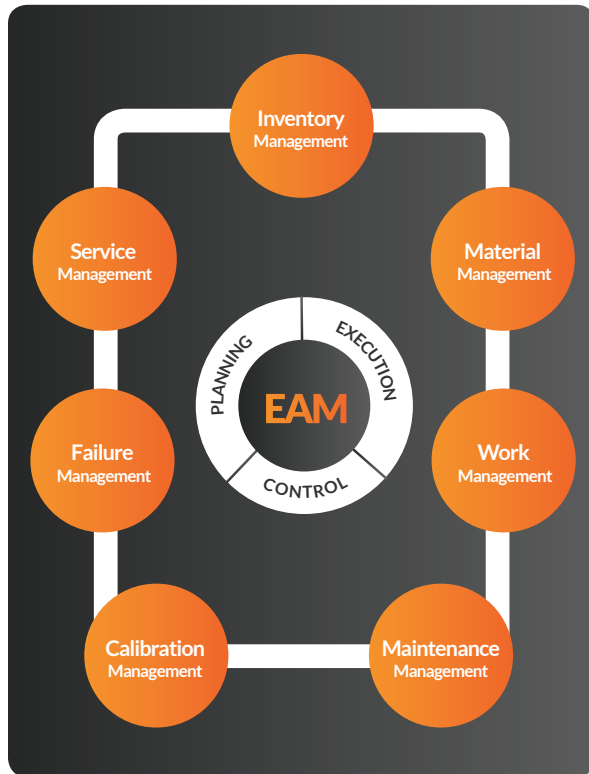 Inventory
Management
Service
Management
Material
Management
PLANNING
EXECUTION
EAM
CONTROL
Failure
Management
Work
Management
Calibration
Management
Maintenance
Management